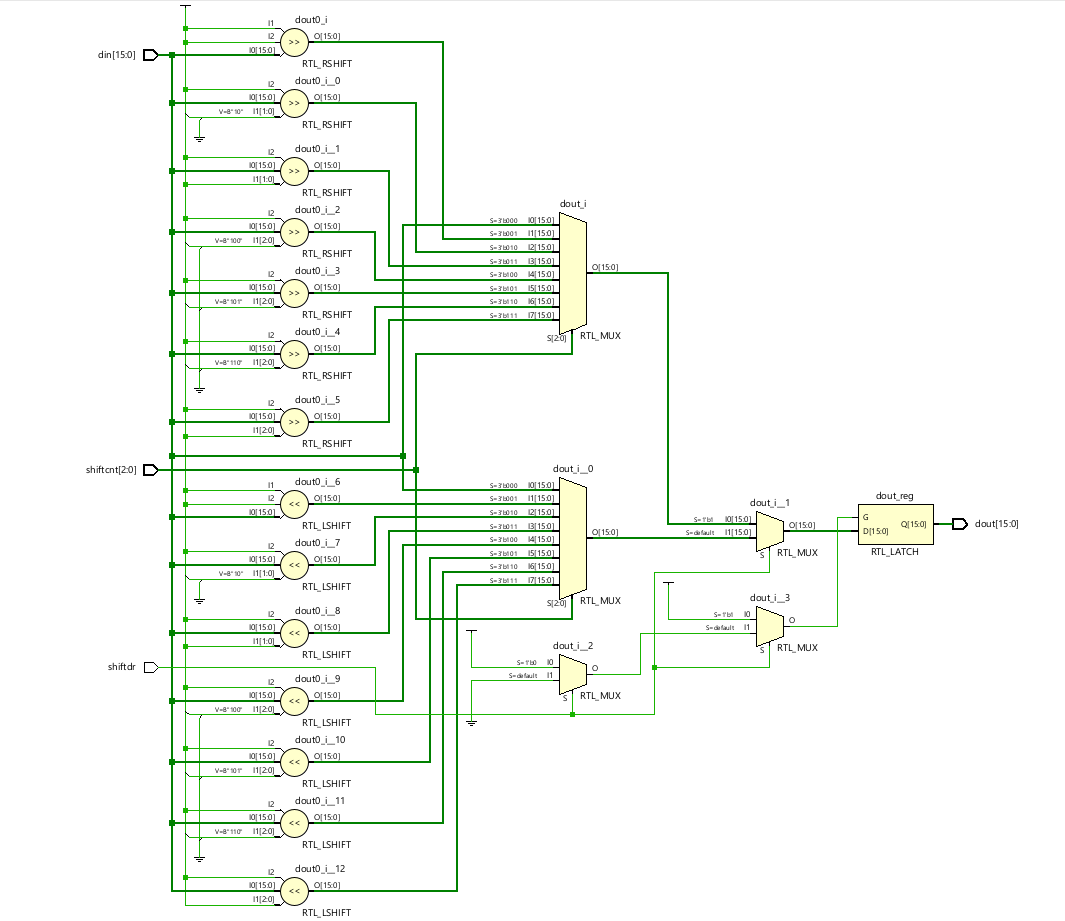 dout0_i
I1
I2
O[15:0]
din[15:0]
I0[15:0]
RTL_RSHIFT
dout0_i__0
I2
O[15:0]
I0[15:0]
V=B"10"
I1[1:0]
RTL_RSHIFT
dout0_i__1
I2
O[15:0]
I0[15:0]
I1[1:0]
RTL_RSHIFT
dout0_i__2
I2
O[15:0]
I0[15:0]
V=B"100"
I1[2:0]
RTL_RSHIFT
dout0_i__3
I2
O[15:0]
I0[15:0]
V=B"101"
I1[2:0]
RTL_RSHIFT
dout0_i__4
I2
O[15:0]
I0[15:0]
V=B"110"
I1[2:0]
RTL_RSHIFT
dout0_i__5
I2
O[15:0]
I0[15:0]
I1[2:0]
RTL_RSHIFT
dout_i
S=3'b000 I0[15:0]
S=3'b001 I1[15:0]
S=3'b010 I2[15:0]
S=3'b011 I3[15:0]
S=3'b100 I4[15:0]
S=3'b101 I5[15:0]
S=3'b110 I6[15:0]
S=3'b111 I7[15:0]
O[15:0]
S[2:0]
RTL_MUX
shiftcnt[2:0]
dout0_i__6
I1
I2
O[15:0]
I0[15:0]
RTL_LSHIFT
dout0_i__7
I2
O[15:0]
I0[15:0]
V=B"10"
I1[1:0]
RTL_LSHIFT
dout0_i__8
I2
O[15:0]
I0[15:0]
I1[1:0]
RTL_LSHIFT
shiftdr
dout0_i__9
I2
O[15:0]
I0[15:0]
V=B"100"
I1[2:0]
RTL_LSHIFT
dout0_i__10
I2
O[15:0]
I0[15:0]
V=B"101"
I1[2:0]
RTL_LSHIFT
dout0_i__11
I2
O[15:0]
I0[15:0]
V=B"110"
I1[2:0]
RTL_LSHIFT
dout0_i__12
I2
O[15:0]
I0[15:0]
I1[2:0]
RTL_LSHIFT
dout_i__0
S=3'b000 I0[15:0]
S=3'b001 I1[15:0]
S=3'b010 I2[15:0]
S=3'b011 I3[15:0]
S=3'b100 I4[15:0]
S=3'b101 I5[15:0]
S=3'b110 I6[15:0]
S=3'b111 I7[15:0]
O[15:0]
S[2:0]
RTL_MUX
dout_i__2
S=1'b0 I0
S=default I1
O
S
RTL_MUX
dout_i__1
S=1'b1 I0[15:0]
S=default I1[15:0]
O[15:0]
S
RTL_MUX
dout_i__3
S=1'b1 I0
S=default I1
O
S
RTL_MUX
dout_reg
G
D[15:0]
Q[15:0]
RTL_LATCH
dout[15:0]